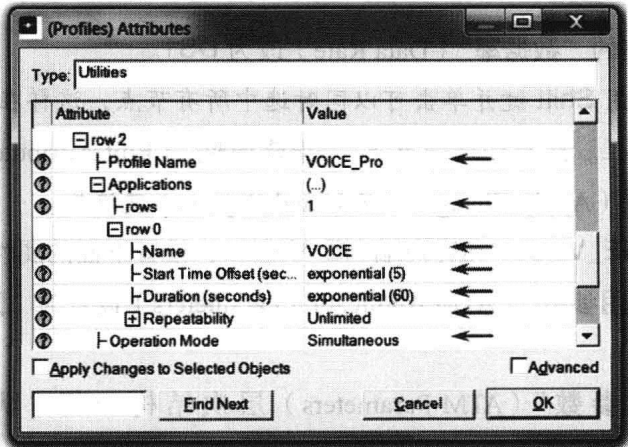 (Profiles) Attributes
Type: Utilities
Attribute Value
row 2
Profile Name VOICE_Pro
Applications (...)
rows 1
row 0
Name VOICE
Start Time Offset (sec... exponential (5)
Duration (seconds) exponential (60)
Repeatability Unlimited
Operation Mode Simultaneous
Apply Changes to Selected Objects Advanced
Find Next Cancel OK